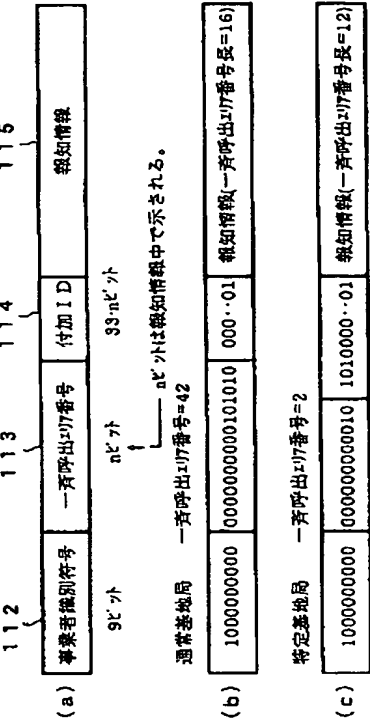 112 113 114 115
(a) 事業者識別符号 一斉呼出ｴﾘｱ番号 付加ID 報知情報
9ﾋﾞｯﾄ nﾋﾞｯﾄ 33-nﾋﾞｯﾄ
nﾋﾞｯﾄは報知情報中で示される。
通常基地局 一斉呼出ｴﾘｱ番号=42
(b) 1000000000 0000000000101010 000‥01 報知情報(一斉呼出ｴﾘｱ番号長=16)
特定基地局 一斉呼出ｴﾘｱ番号=2
(c) 1000000000 000000000010 1010000‥01 報知情報(一斉呼出ｴﾘｱ番号長=12)